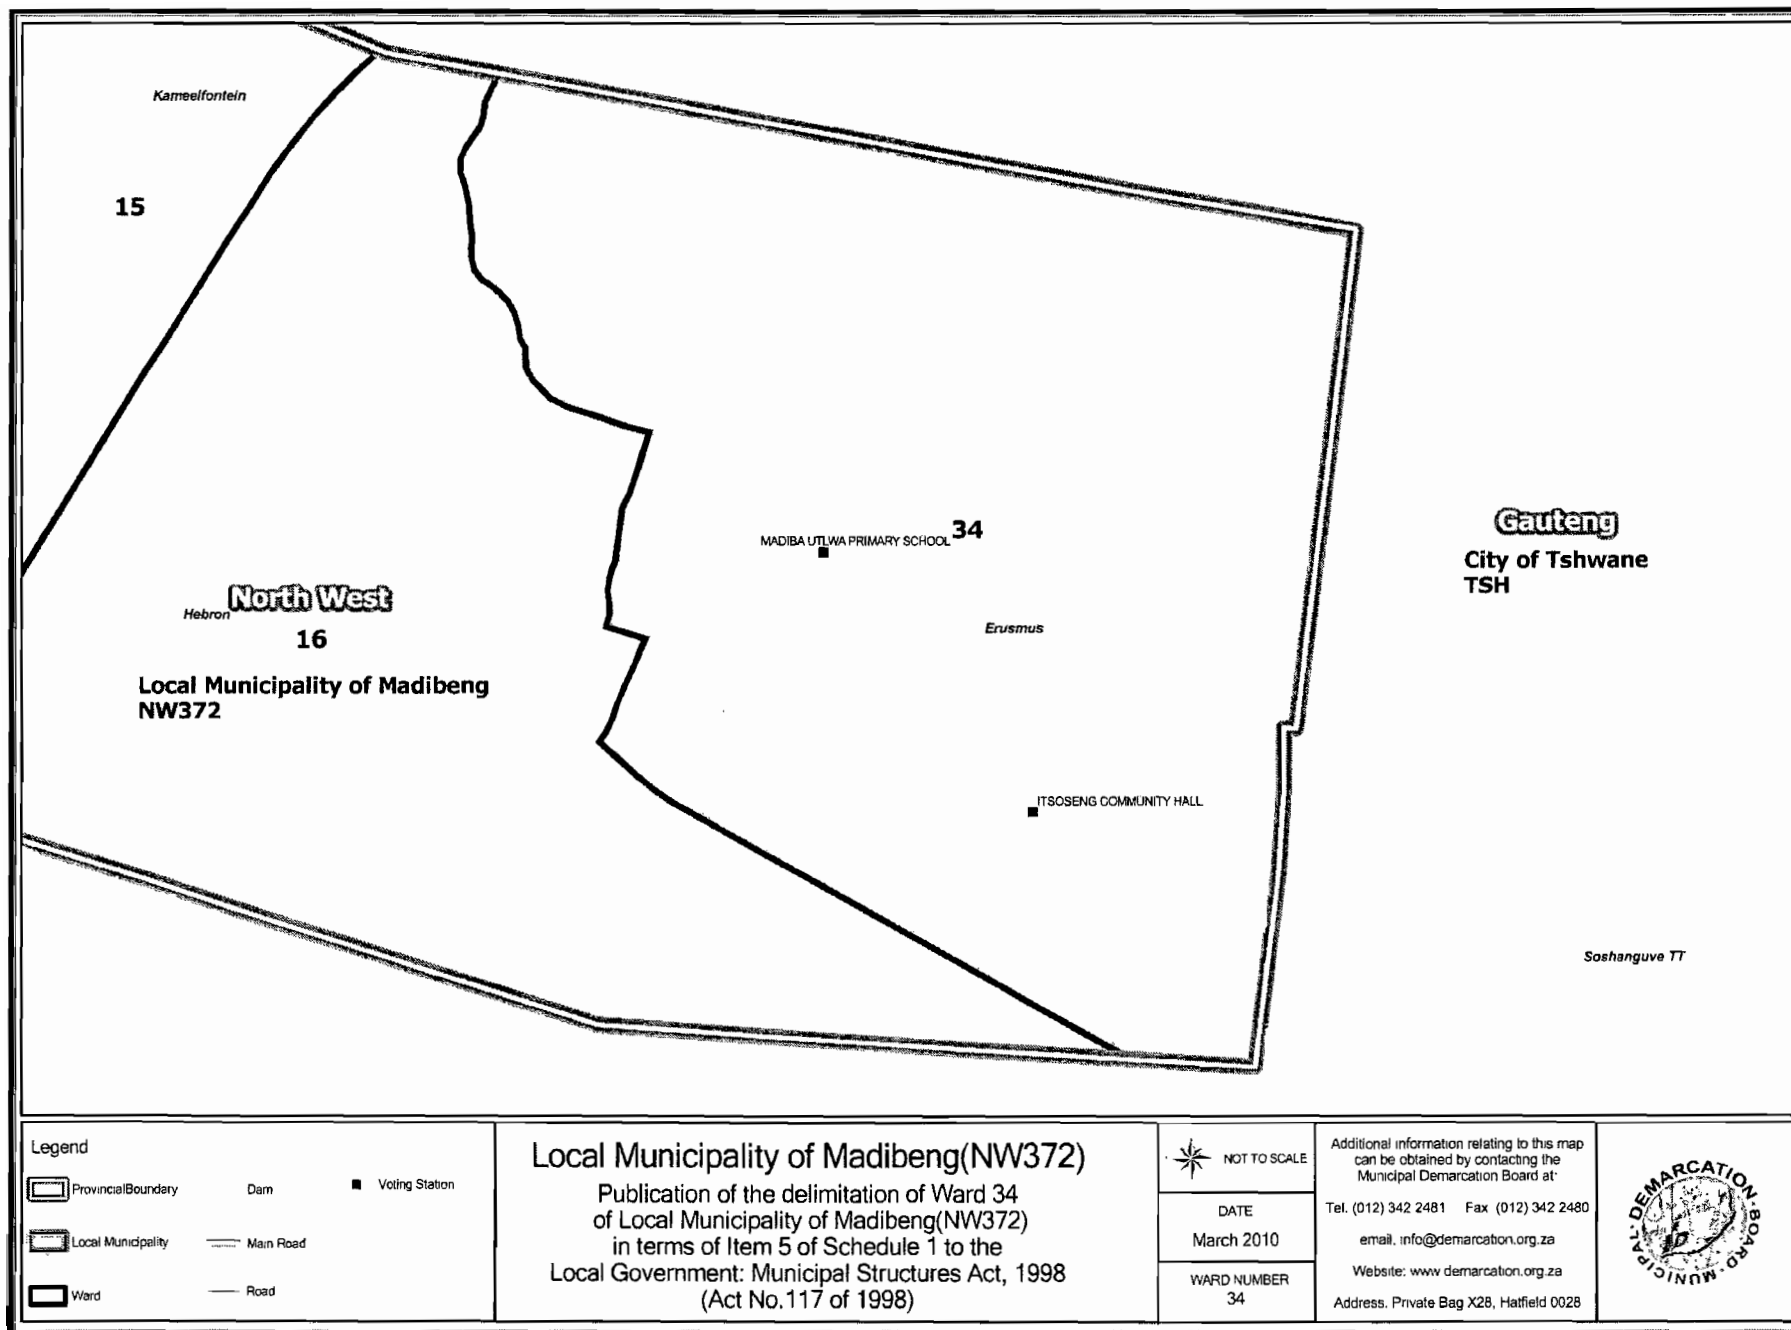 Kameelfontein
15
MADIBA UTLWA PRIMARY SCHOOL
34
Gauteng
City of Tshwane
TSH
North West
Hebron
16
Erusmus
Local Municipality of Madibeng
NW372
ITSOSENG COMMUNITY HALL
Soshanguve TT
Legend
ProvincialBoundary
Dam
Voting Station
Local Municipality
Main Road
Ward
Road
Local Municipality of Madibeng(NW372)
Publication of the delimitation of Ward 34
of Local Municipality of Madibeng(NW372)
in terms of Item 5 of Schedule 1 to the
Local Government: Municipal Structures Act, 1998
(Act No.117 of 1998)
NOT TO SCALE
DATE
March 2010
WARD NUMBER
34
Additional information relating to this map
can be obtained by contacting the
Municipal Demarcation Board at:
Tel. (012) 342 2481 Fax (012) 342 2480
email. info@demarcation.org.za
Website: www demarcation.org.za
Address. Private Bag X28, Hatfield 0028
MUNICIPAL · DEMARCATION · BOARD